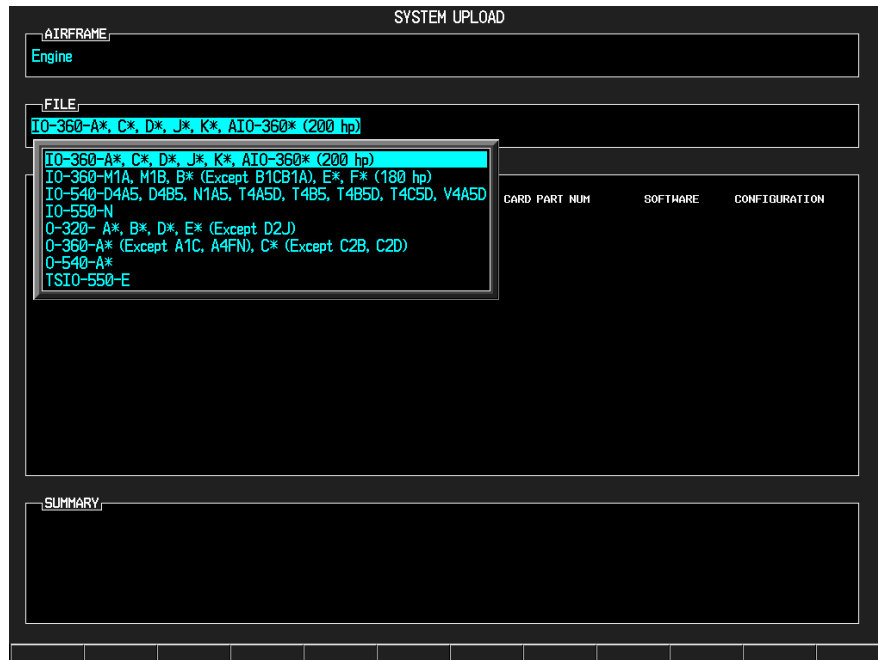 SYSTEM UPLOAD
AIRFRAME
Engine
FILE
IO-360-A*, C*, D*, J*, K*, AIO-360* (200 hp)
IO-360-A*, C*, D*, J*, K*, AIO-360* (200 hp)
IO-360-M1A, M1B, B* (Except B1CB1A), E*, F* (180 hp)
IO-540-D4A5, D4B5, N1A5, T4A5D, T4B5, T4B5D, T4C5D, V4A5D
IO-550-N
O-320- A*, B*, D*, E* (Except D2J)
O-360-A* (Except A1C, A4FN), C* (Except C2B, C2D)
O-540-A*
TSIO-550-E
CARD PART NUM SOFTWARE CONFIGURATION
SUMMARY